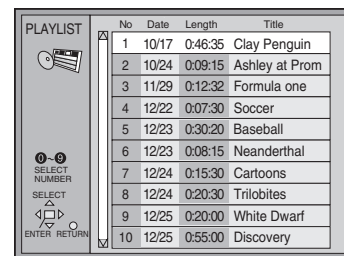 PLAYLIST
No Date Length Title
1 10/17 0:46:35 Clay Penguin
2 10/24 0:09:15 Ashley at Prom
3 11/29 0:12:32 Formula one
4 12/22 0:07:30 Soccer
5 12/23 0:30:20 Baseball
6 12/23 0:08:15 Neanderthal
7 12/24 0:15:30 Cartoons
8 12/24 0:20:30 Trilobites
9 12/25 0:20:00 White Dwarf
10 12/25 0:55:00 Discovery
0~9
SELECT
NUMBER
SELECT
ENTER RETURN